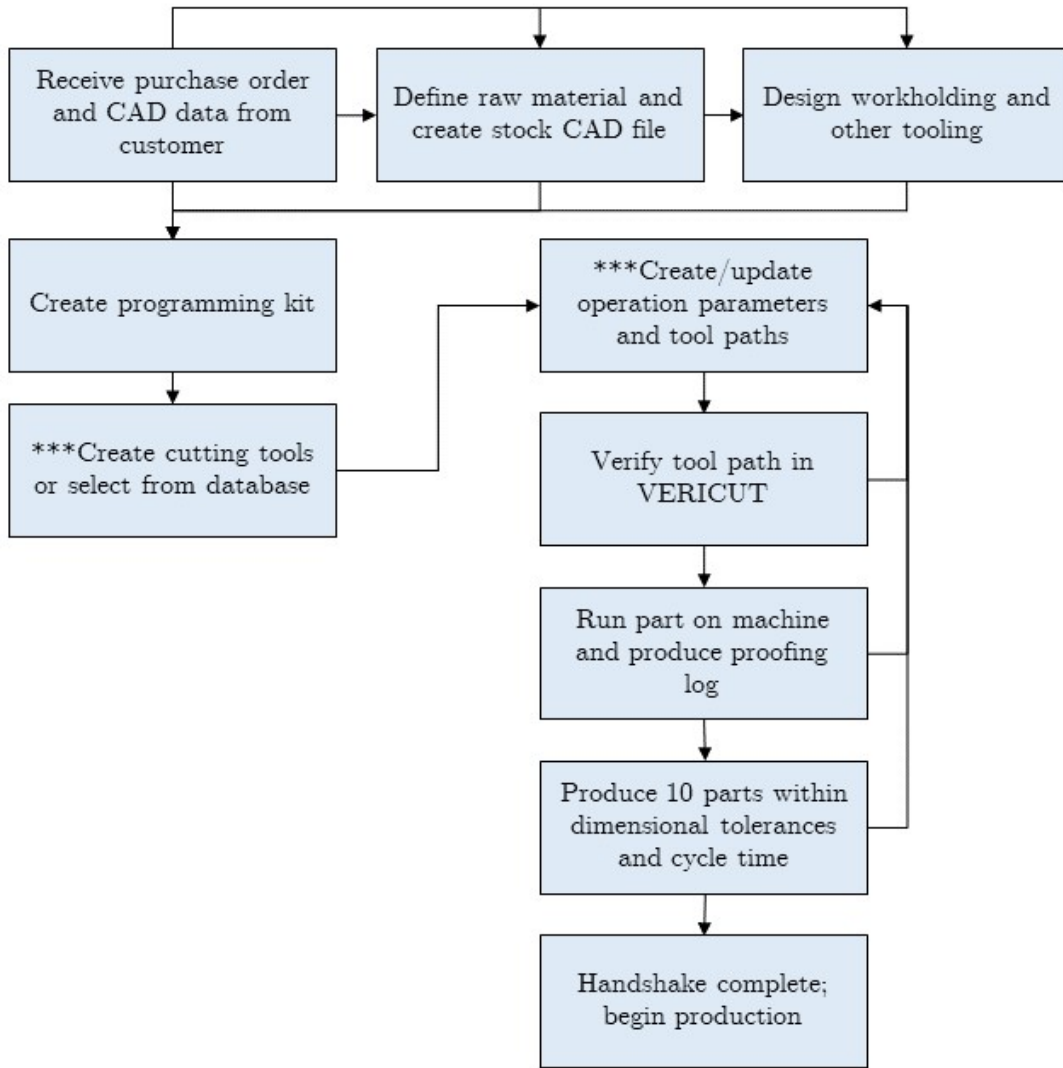 Receive purchase order
and CAD data from
customer
Define raw material and
create stock CAD file
Design workholding and
other tooling
Create programming kit
***Create cutting tools
or select from database
***Create/update
operation parameters
and tool paths
Verify tool path in
VERICUT
Run part on machine
and produce proofing
log
Produce 10 parts within
dimensional tolerances
and cycle time
Handshake complete;
begin production